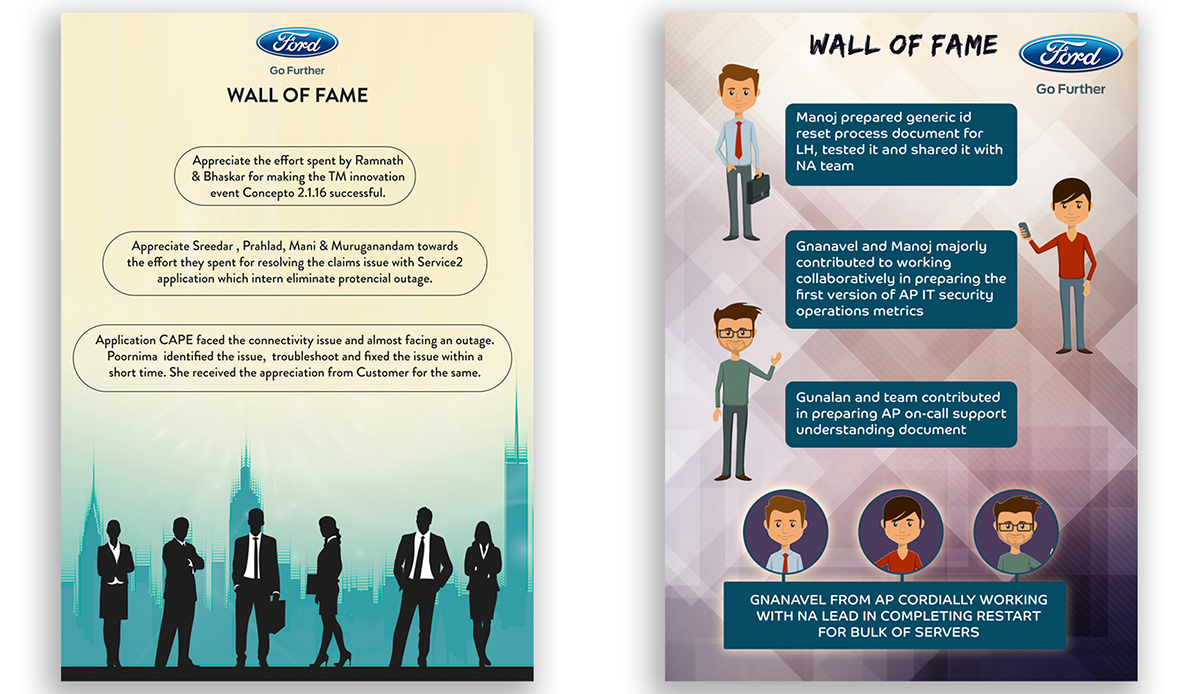 Ford
Go Further
WALL OF FAME
Appreciate the effort spent by Ramnath
& Bhaskar for making the TM innovation
event Concepto 2.1.16 successful.
Appreciate Sreedar , Prahlad, Mani & Muruganandam towards
the effort they spent for resolving the claims issue with Service2
application which intern eliminate protencial outage.
Application CAPE faced the connectivity issue and almost facing an outage.
Poornima identified the issue, troubleshoot and fixed the issue within a
short time. She received the appreciation from Customer for the same.
WALL OF FAME
Ford
Go Further
Manoj prepared generic id
reset process document for
LH, tested it and shared it with
NA team
Gnanavel and Manoj majorly
contributed to working
collaboratively in preparing the
first version of AP IT security
operations metrics
Gunalan and team contributed
in preparing AP on-call support
understanding document
GNANAVEL FROM AP CORDIALLY WORKING
WITH NA LEAD IN COMPLETING RESTART
FOR BULK OF SERVERS